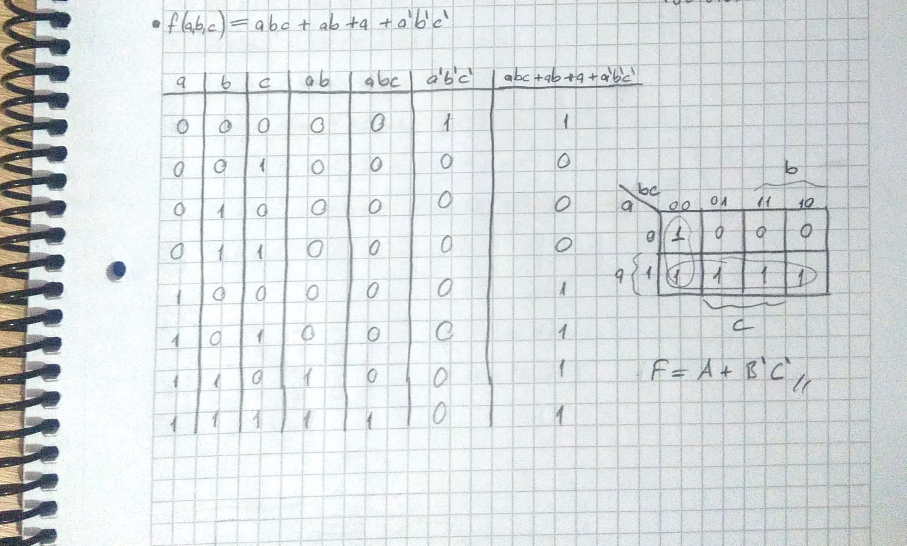 • f(a,b,c) = abc + ab + a + a'b'c'
a b c ab abc a'b'c' abc+ab+a+a'b'c'
0 0 0 0 0 1 1
0 0 1 0 0 0 0
0 1 0 0 0 0 0
0 1 1 0 0 0 0
1 0 0 0 0 0 1
1 0 1 0 0 0 1
1 1 0 1 0 0 1
1 1 1 1 1 0 1
b
bc
a 00 01 11 10
0 1 0 0 0
a { 1 1 1 1 1
c
F = A + B'C' //